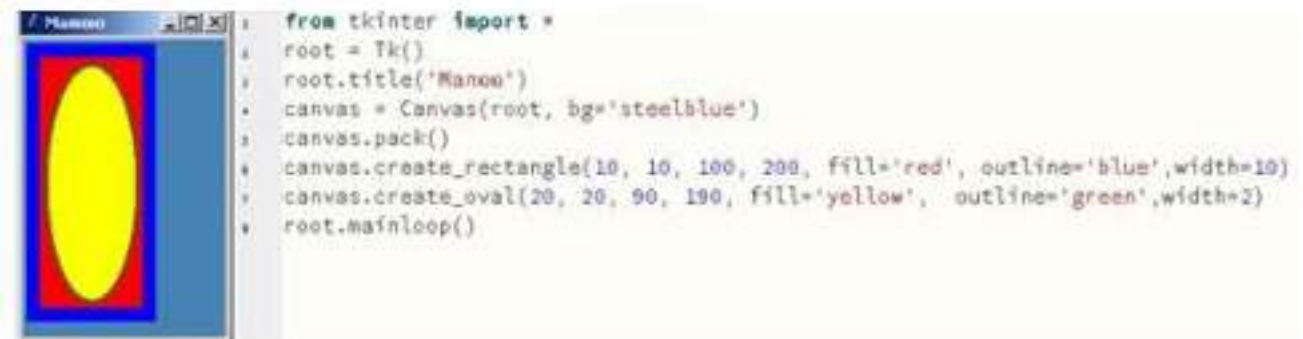 Manoo
from tkinter import *
root = Tk()
root.title('Manoo')
canvas = Canvas(root, bg='steelblue')
canvas.pack()
canvas.create_rectangle(10, 10, 100, 200, fill='red', outline='blue',width=10)
canvas.create_oval(20, 20, 90, 190, fill='yellow',  outline='green',width=2)
root.mainloop()